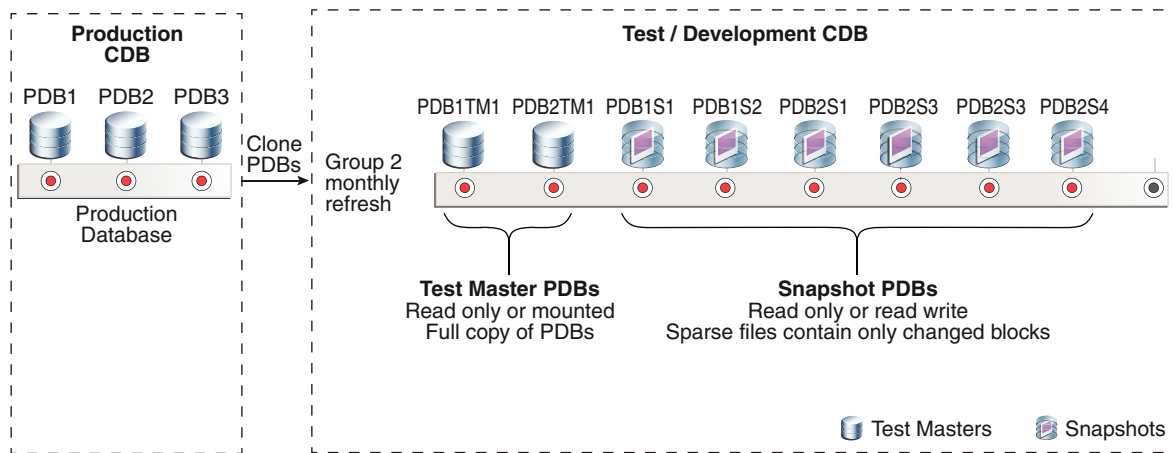 Production
CDB
PDB1 PDB2 PDB3
Production
Database
Clone
PDBs
Test / Development CDB
Group 2
monthly
refresh
PDB1TM1 PDB2TM1 PDB1S1 PDB1S2 PDB2S1 PDB2S3 PDB2S3 PDB2S4
Test Master PDBs
Read only or mounted
Full copy of PDBs
Snapshot PDBs
Read only or read write
Sparse files contain only changed blocks
Test Masters
Snapshots